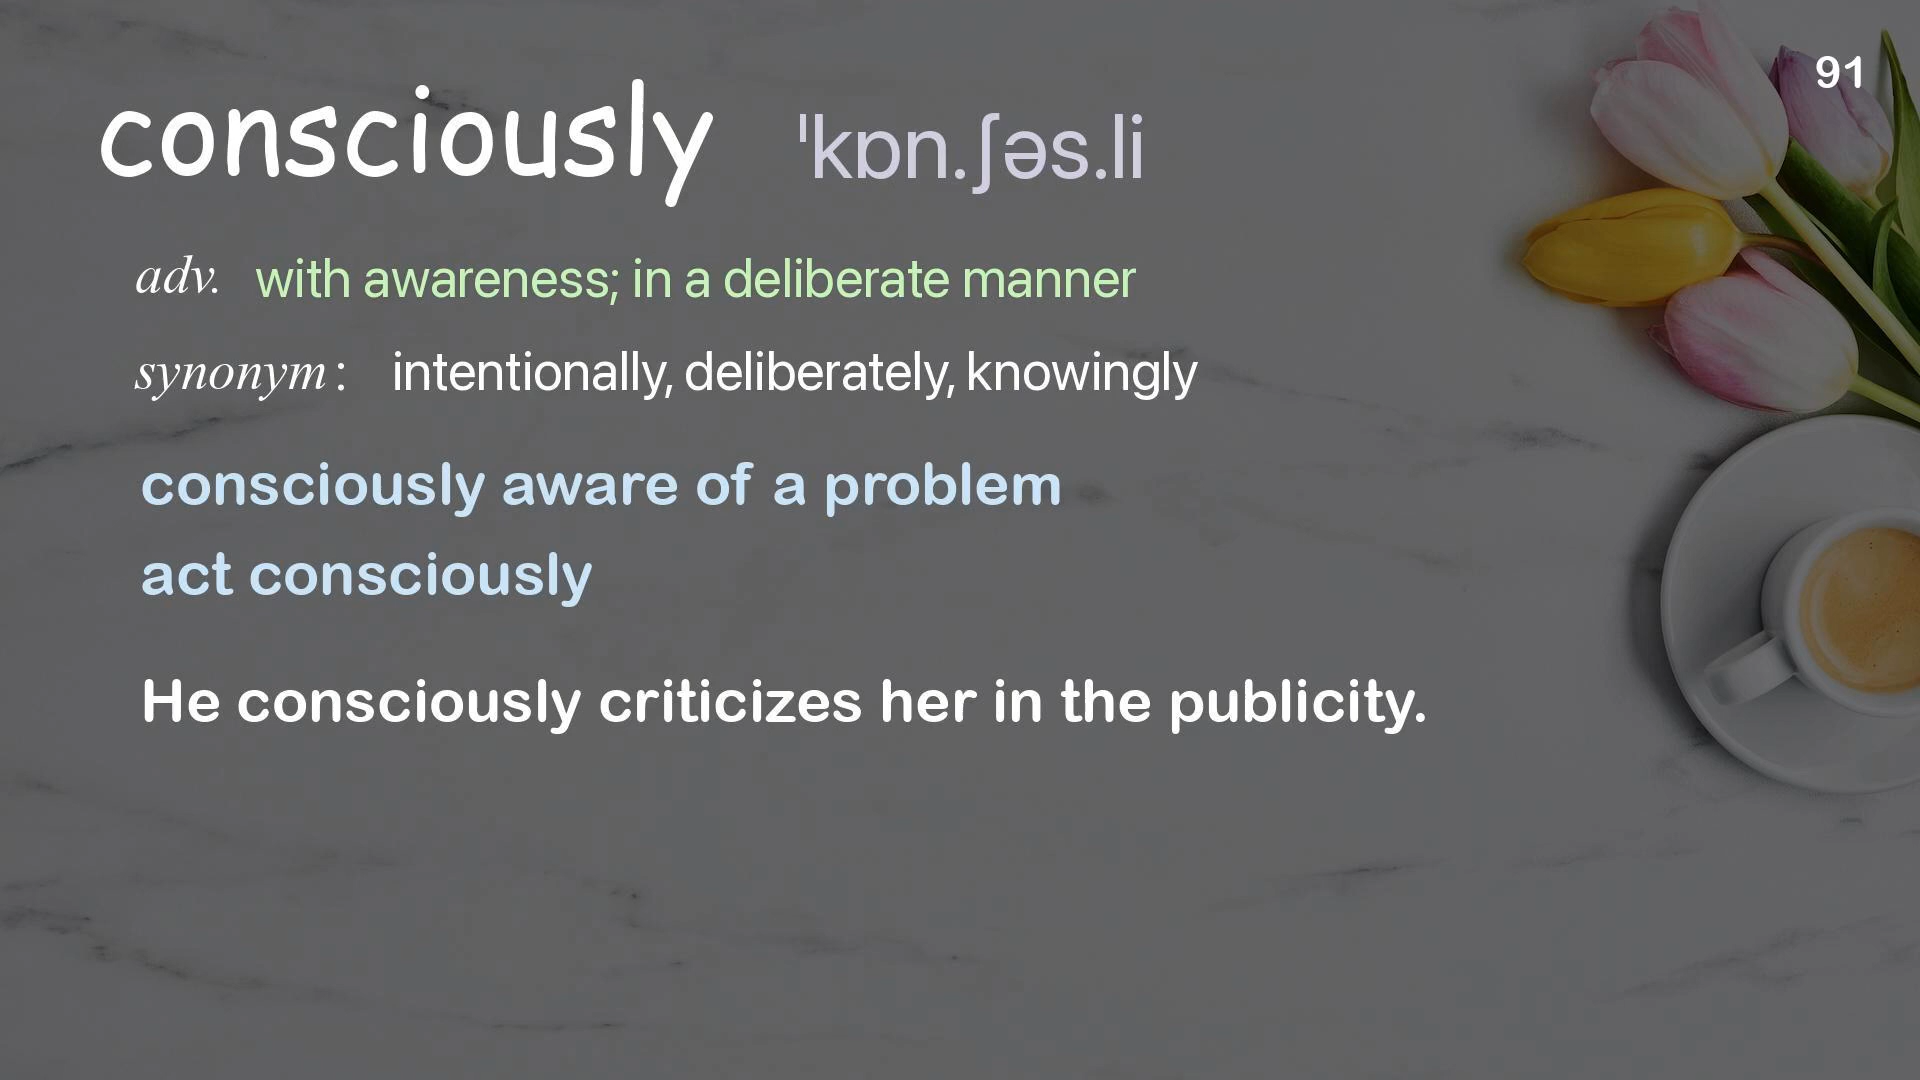 91
consciously ˈkɒn.ʃəs.li
adv. with awareness; in a deliberate manner
synonym: intentionally, deliberately, knowingly
consciously aware of a problem
act consciously
He consciously criticizes her in the publicity.